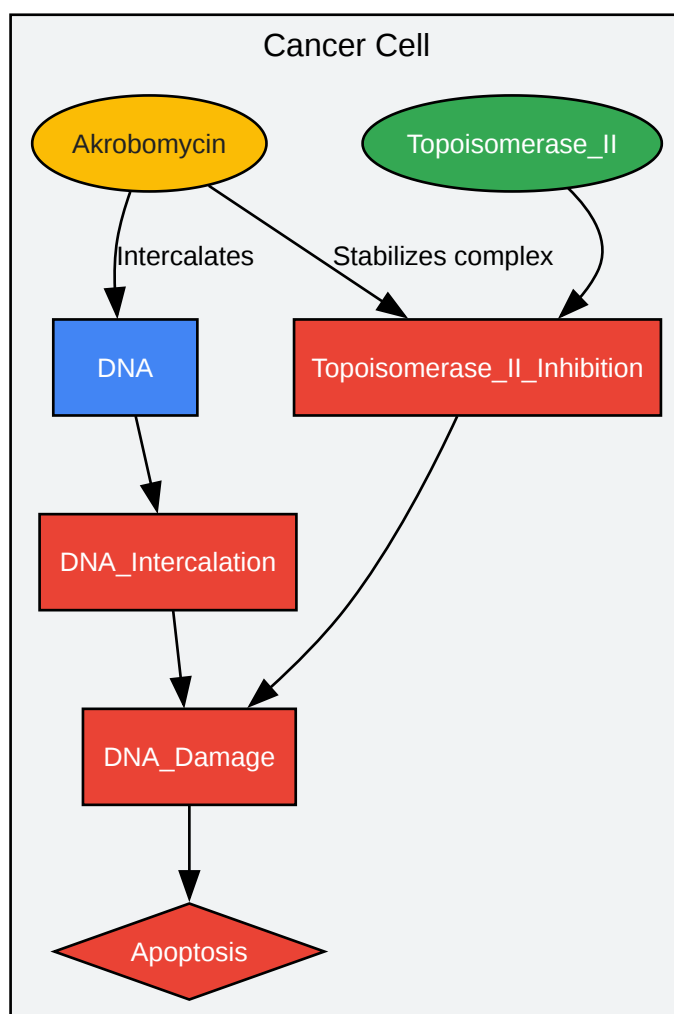 Cancer Cell
Akrobomycin
Topoisomerase_II
Intercalates
Stabilizes complex
DNA
Topoisomerase_II_Inhibition
DNA_Intercalation
DNA_Damage
Apoptosis